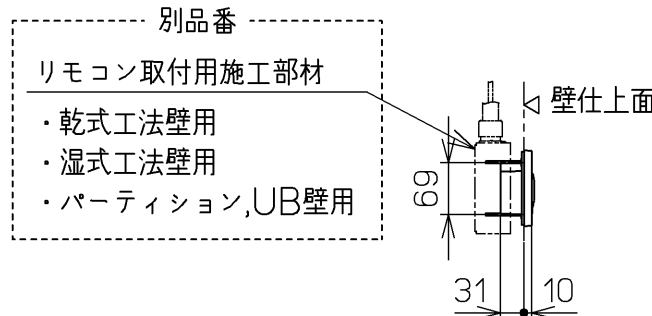 別品番
リモコン取付用施工部材
・乾式工法壁用
・湿式工法壁用
・パーティション,UB壁用
壁仕上面
69
31
10